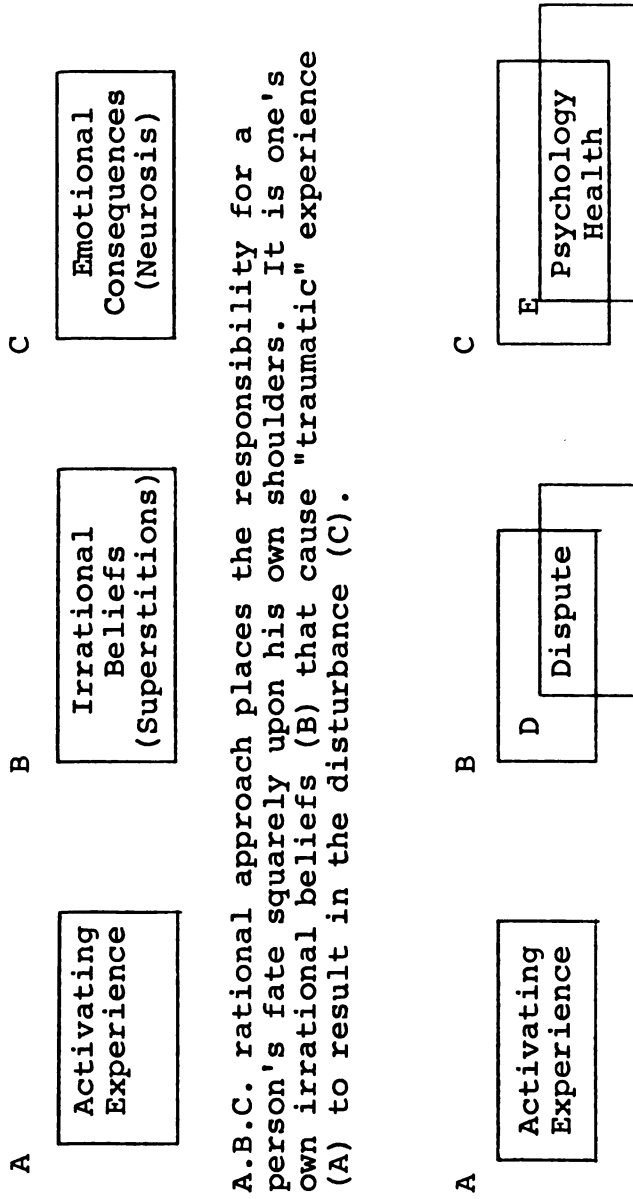 A B C
Activating Irrational Emotional
Experience Beliefs Consequences
(Superstitions) (Neurosis)
A.B.C. rational approach places the responsibility for a
person's fate squarely upon his own shoulders. It is one's
own irrational beliefs (B) that cause "traumatic" experience
(A) to result in the disturbance (C).
A B C
D E
Activating Dispute Psychology
Experience Health